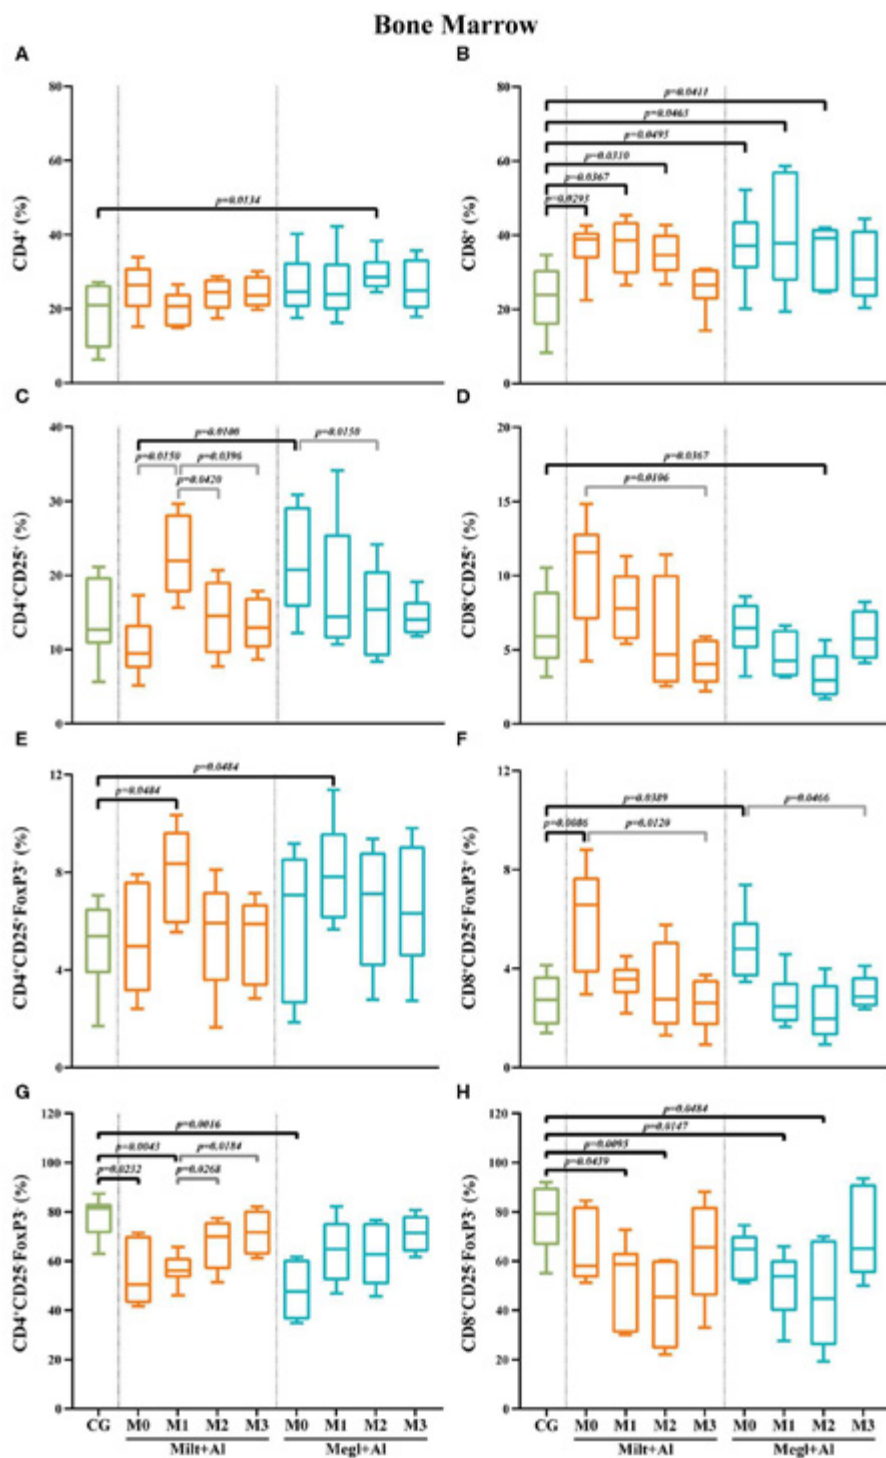 Bone Marrow
A
CD4⁺ (%)
80
60
40
20
0
p=0.0134
B
CD8⁺ (%)
80
60
40
20
0
p=0.0411
p=0.0465
p=0.0495
p=0.0310
p=0.0367
p=0.0293
C
CD4⁺CD25⁺ (%)
40
30
20
10
0
p=0.0100
p=0.0150
p=0.0150
p=0.0396
p=0.0420
D
CD8⁺CD25⁺ (%)
20
15
10
5
0
p=0.0367
p=0.0106
E
CD4⁺CD25⁺FoxP3⁺ (%)
12
8
4
0
p=0.0484
p=0.0484
F
CD8⁺CD25⁺FoxP3⁺ (%)
12
8
4
0
p=0.0389
p=0.0466
p=0.0086
p=0.0120
G
CD4⁺CD25⁻FoxP3⁻ (%)
120
100
80
60
40
20
0
p=0.0016
p=0.0043
p=0.0184
p=0.0232
p=0.0268
CG M0 M1 M2 M3 M0 M1 M2 M3
Milt+Al Megl+Al
H
CD8⁺CD25⁻FoxP3⁻ (%)
120
100
80
60
40
20
0
p=0.0484
p=0.0147
p=0.0095
p=0.0439
CG M0 M1 M2 M3 M0 M1 M2 M3
Milt+Al Megl+Al